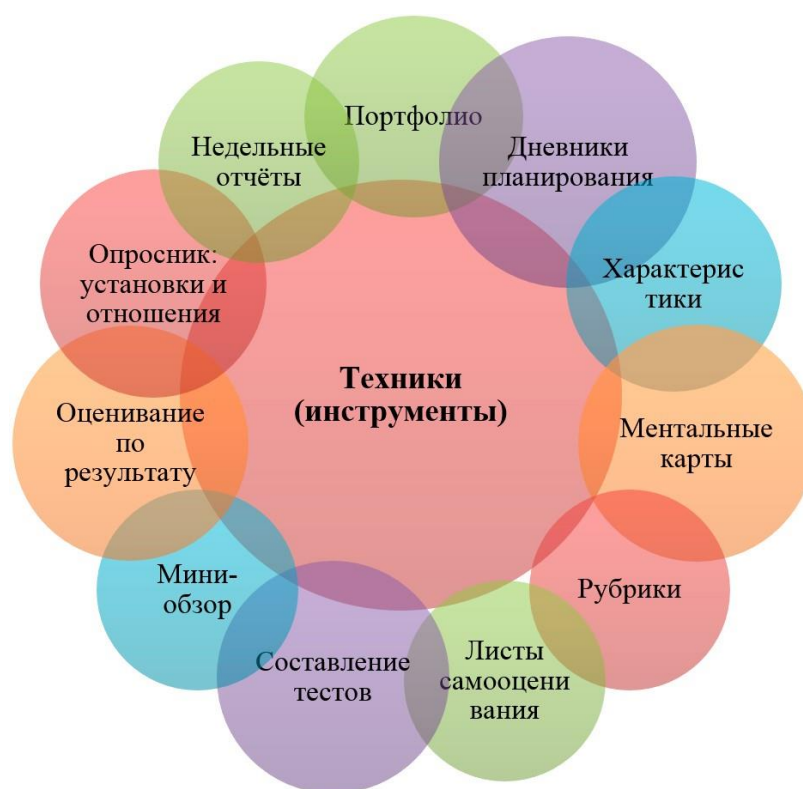 Портфолио
Дневники
планирования
Характерис
тики
Ментальные
карты
Рубрики
Листы
самооцени
вания
Составление
тестов
Мини-
обзор
Оценивание
по
результату
Опросник:
установки и
отношения
Недельные
отчёты
Техники
(инструменты)